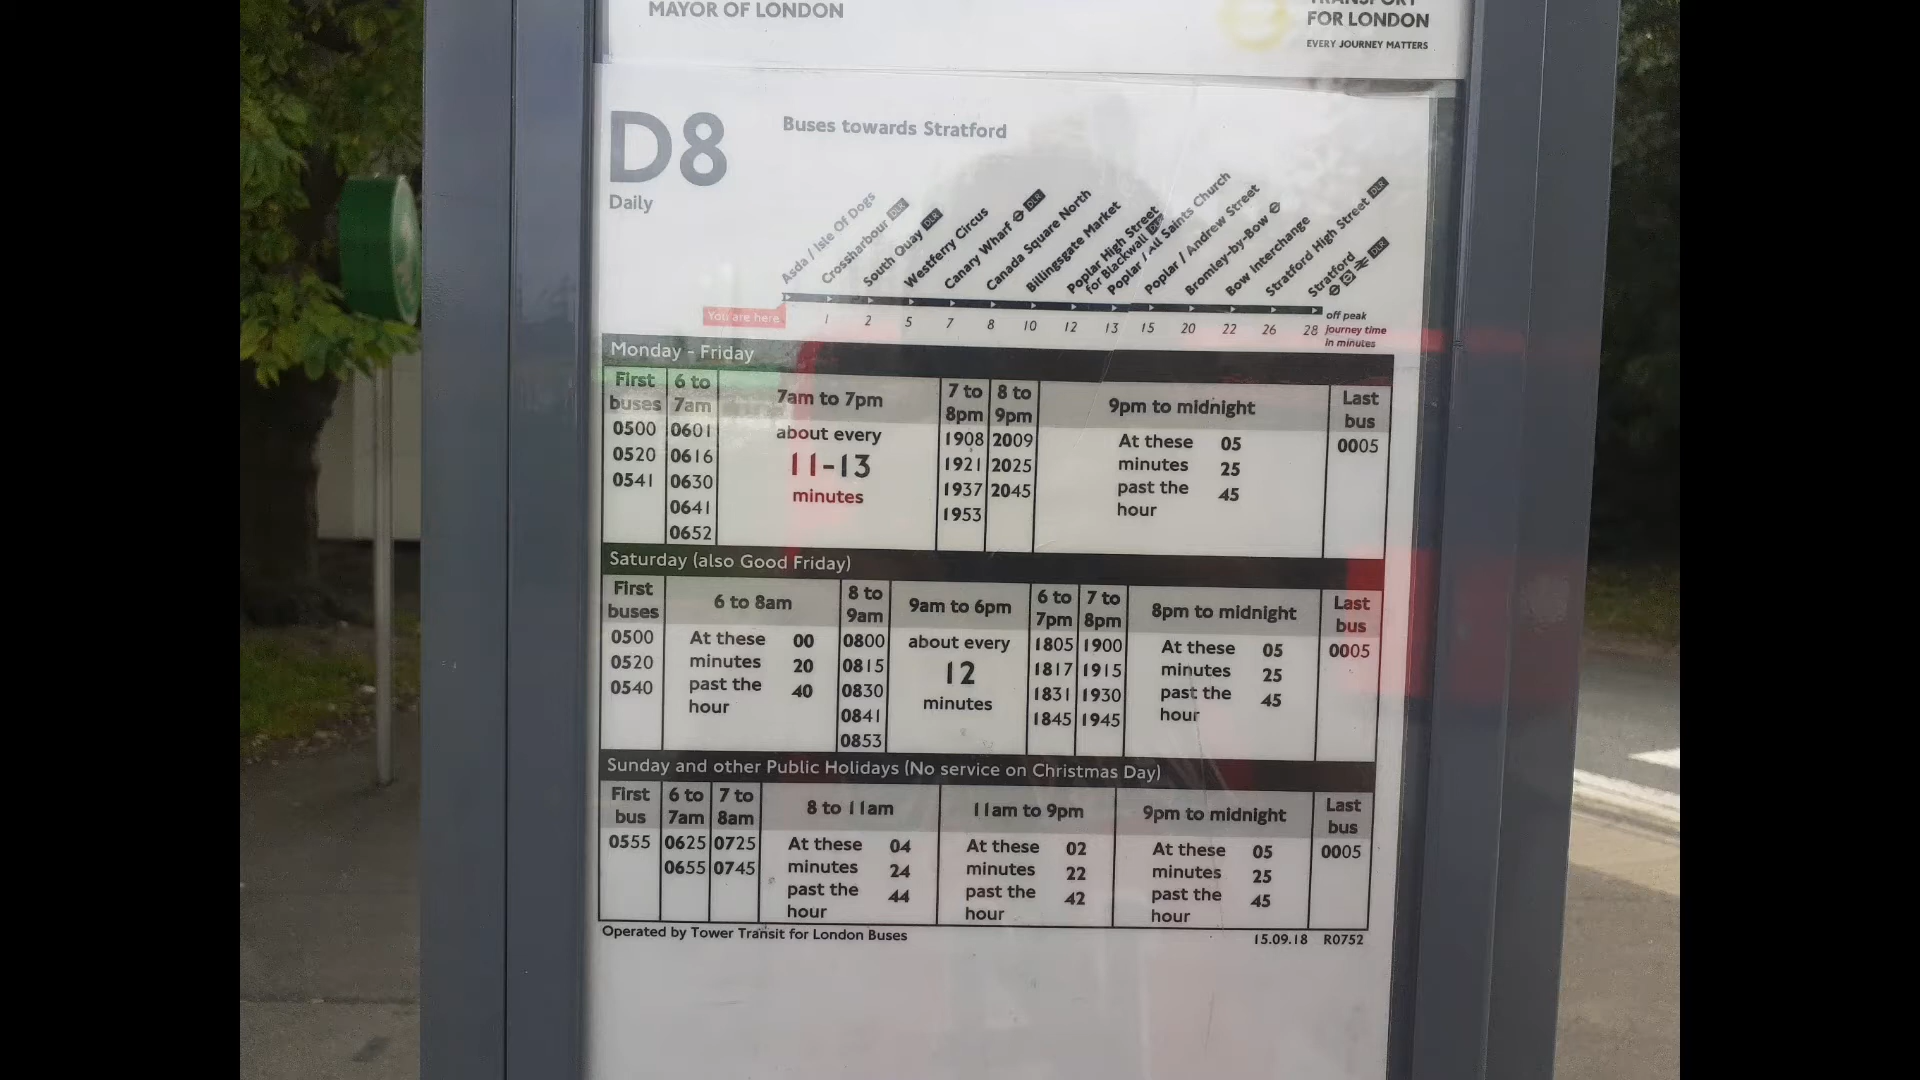 MAYOR OF LONDON
TRANSPORT
FOR LONDON
EVERY JOURNEY MATTERS
D8
Daily
Buses towards Stratford
Asda / Isle Of Dogs
Crossharbour DLR
South Quay DLR
Westferry Circus
Canary Wharf DLR
Canada Square North
Billingsgate Market
Poplar High Street
for Blackwall DLR
Poplar / All Saints Church
Poplar / Andrew Street
Bromley-by-Bow
Bow Interchange
Stratford High Street DLR
Stratford DLR
You are here
1 2 5 7 8 10 12 13 15 20 22 26 28
off peak
journey time
in minutes
Monday - Friday
First
buses
0500
0520
0541
6 to
7am
0601
0616
0630
0641
0652
7am to 7pm
about every
11-13
minutes
7 to
8pm
1908
1921
1937
1953
8 to
9pm
2009
2025
2045
9pm to midnight
At these 05
minutes 25
past the 45
hour
Last
bus
0005
Saturday (also Good Friday)
First
buses
0500
0520
0540
6 to 8am
At these 00
minutes 20
past the 40
hour
8 to
9am
0800
0815
0830
0841
0853
9am to 6pm
about every
12
minutes
6 to
7pm
1805
1817
1831
1845
7 to
8pm
1900
1915
1930
1945
8pm to midnight
At these 05
minutes 25
past the 45
hour
Last
bus
0005
Sunday and other Public Holidays (No service on Christmas Day)
First
bus
0555
6 to
7am
0625
0655
7 to
8am
0725
0745
8 to 11am
At these 04
minutes 24
past the 44
hour
11am to 9pm
At these 02
minutes 22
past the 42
hour
9pm to midnight
At these 05
minutes 25
past the 45
hour
Last
bus
0005
Operated by Tower Transit for London Buses
15.09.18 R0752